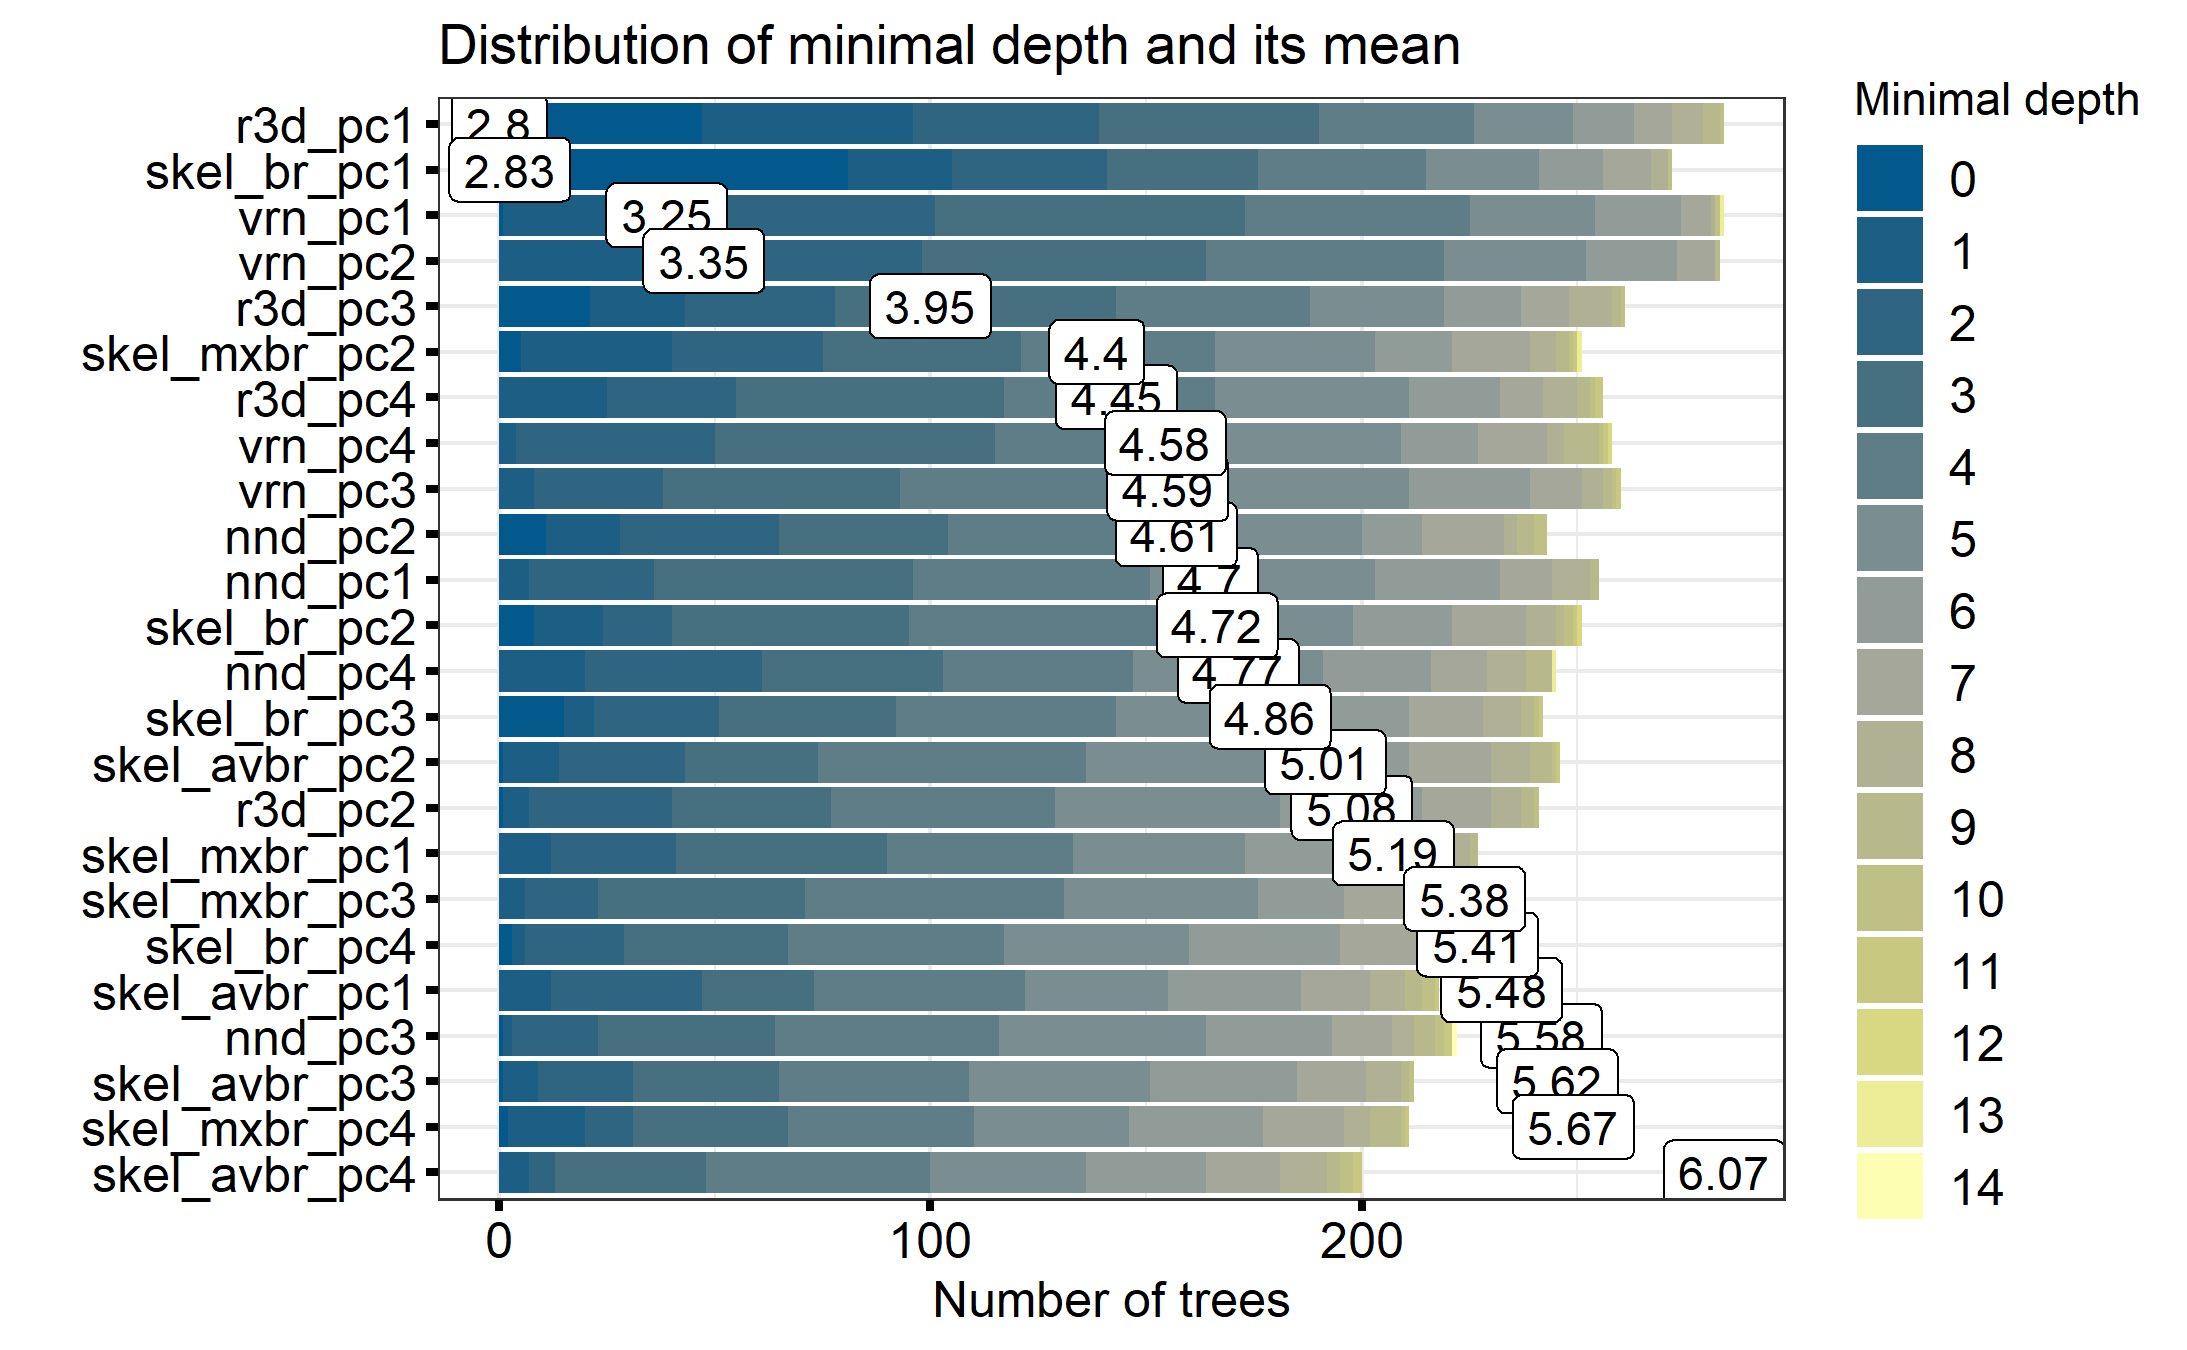 Distribution of minimal depth and its mean
r3d_pc1 2.8
skel_br_pc1 2.83
vrn_pc1 3.25
vrn_pc2 3.35
r3d_pc3 3.95
skel_mxbr_pc2 4.4
r3d_pc4 4.45
vrn_pc4 4.58
vrn_pc3 4.59
nnd_pc2 4.61
nnd_pc1 4.7
skel_br_pc2 4.72
nnd_pc4 4.77
skel_br_pc3 4.86
skel_avbr_pc2 5.01
r3d_pc2 5.08
skel_mxbr_pc1 5.19
skel_mxbr_pc3 5.38
skel_br_pc4 5.41
skel_avbr_pc1 5.48
nnd_pc3 5.58
skel_avbr_pc3 5.62
skel_mxbr_pc4 5.67
skel_avbr_pc4 6.07
0 100 200
Number of trees
Minimal depth
0
1
2
3
4
5
6
7
8
9
10
11
12
13
14